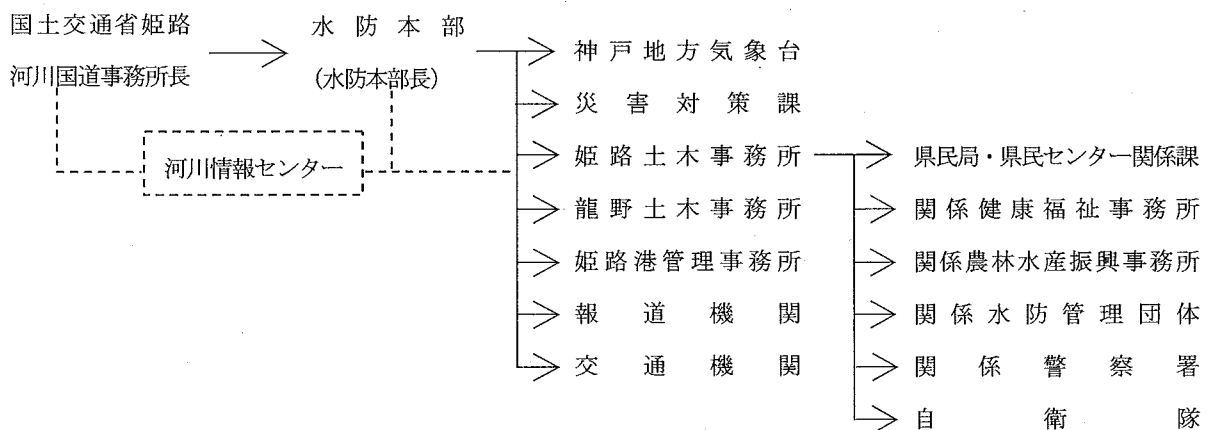 国土交通省姫路
河川国道事務所長
水防本部
(水防本部長)
河川情報センター
神戸地方気象台
災害対策課
姫路土木事務所
龍野土木事務所
姫路港管理事務所
報道機関
交通機関
県民局・県民センター関係課
関係健康福祉事務所
関係農林水産振興事務所
関係水防管理団体
関係警察署
自衛隊